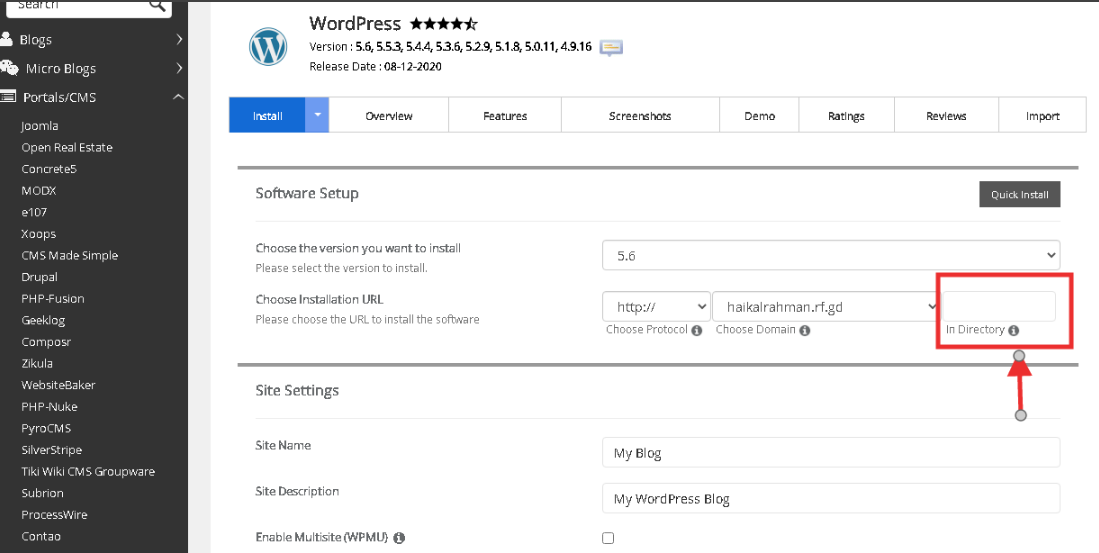 Search
Blogs
Micro Blogs
Portals/CMS
Joomla
Open Real Estate
Concrete5
MODX
e107
Xoops
CMS Made Simple
Drupal
PHP-Fusion
Geeklog
Composr
Zikula
WebsiteBaker
PHP-Nuke
PyroCMS
SilverStripe
Tiki Wiki CMS Groupware
Subrion
ProcessWire
Contao
WordPress
Version : 5.6, 5.5.3, 5.4.4, 5.3.6, 5.2.9, 5.1.8, 5.0.11, 4.9.16
Release Date : 08-12-2020
Install Overview Features Screenshots Demo Ratings Reviews Import
Software Setup
Quick Install
Choose the version you want to install
Please select the version to install.
5.6
Choose Installation URL
Please choose the URL to install the software
http:// haikalrahman.rf.gd
Choose Protocol Choose Domain In Directory
Site Settings
Site Name
My Blog
Site Description
My WordPress Blog
Enable Multisite (WPMU)